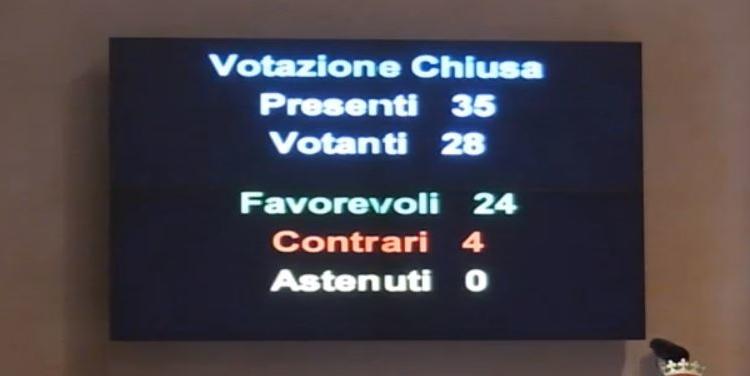 Votazione Chiusa
Presenti 35
Votanti 28
Favorevoli 24
Contrari 4
Astenuti 0